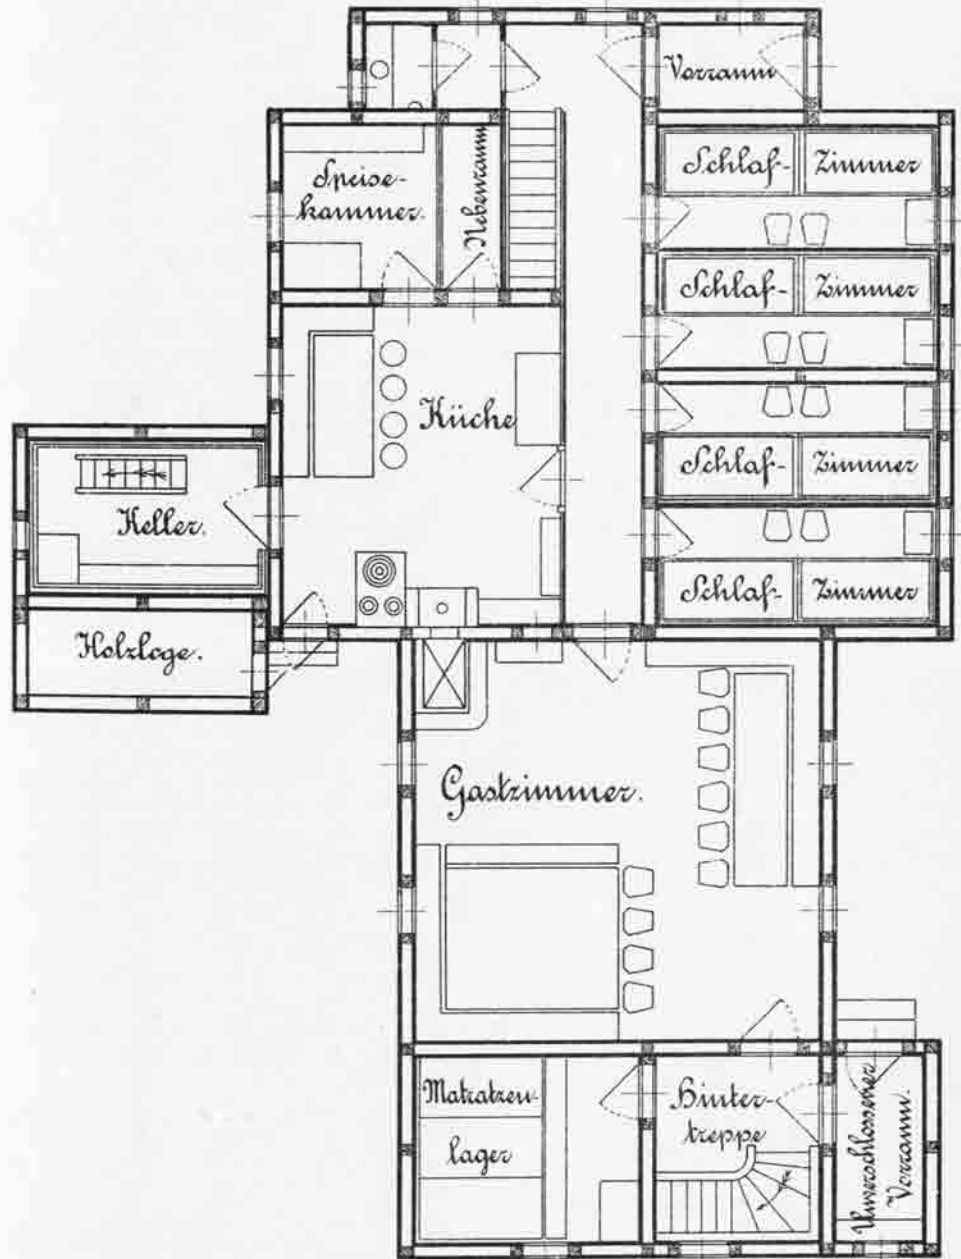 Vorraum
Speise-
kammer.
Nebenraum
Schlaf- Zimmer
Schlaf- Zimmer
Küche
Schlaf- Zimmer
Keller.
Schlaf- Zimmer
Holzlege.
Gastzimmer.
Matratzen-
lager
Hinter-
treppe
Unverschlossener
Vorraum.